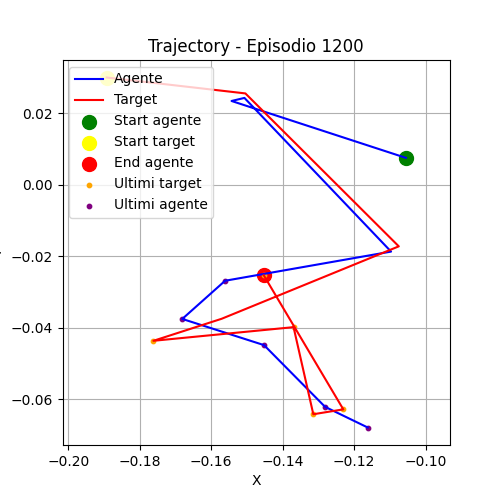 Trajectory - Episodio 1200
Agente
Target
Start agente
Start target
End agente
Ultimi target
Ultimi agente
0.02
0.00
−0.02
−0.04
−0.06
−0.20
−0.18
−0.16
−0.14
−0.12
−0.10
X